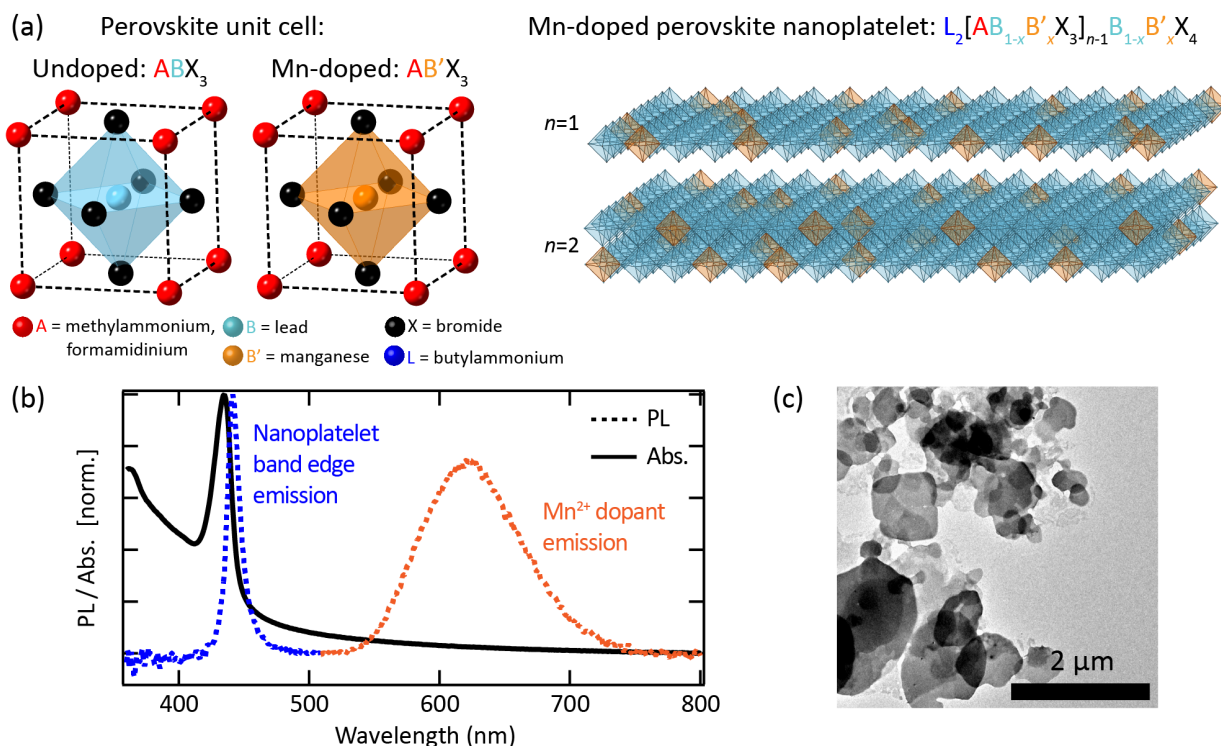 (a)
Perovskite unit cell:
Undoped: ABX₃
Mn-doped: AB′X₃
A = methylammonium,
formamidinium
B = lead
B′ = manganese
X = bromide
L = butylammonium
Mn-doped perovskite nanoplatelet: L₂[AB₁₋ₓB′ₓX₃]ₙ₋₁B₁₋ₓB′ₓX₄
n=1
n=2
(b)
PL / Abs. [norm.]
Nanoplatelet
band edge
emission
PL
Abs.
Mn²⁺ dopant
emission
400
500
600
700
800
Wavelength (nm)
(c)
2 μm